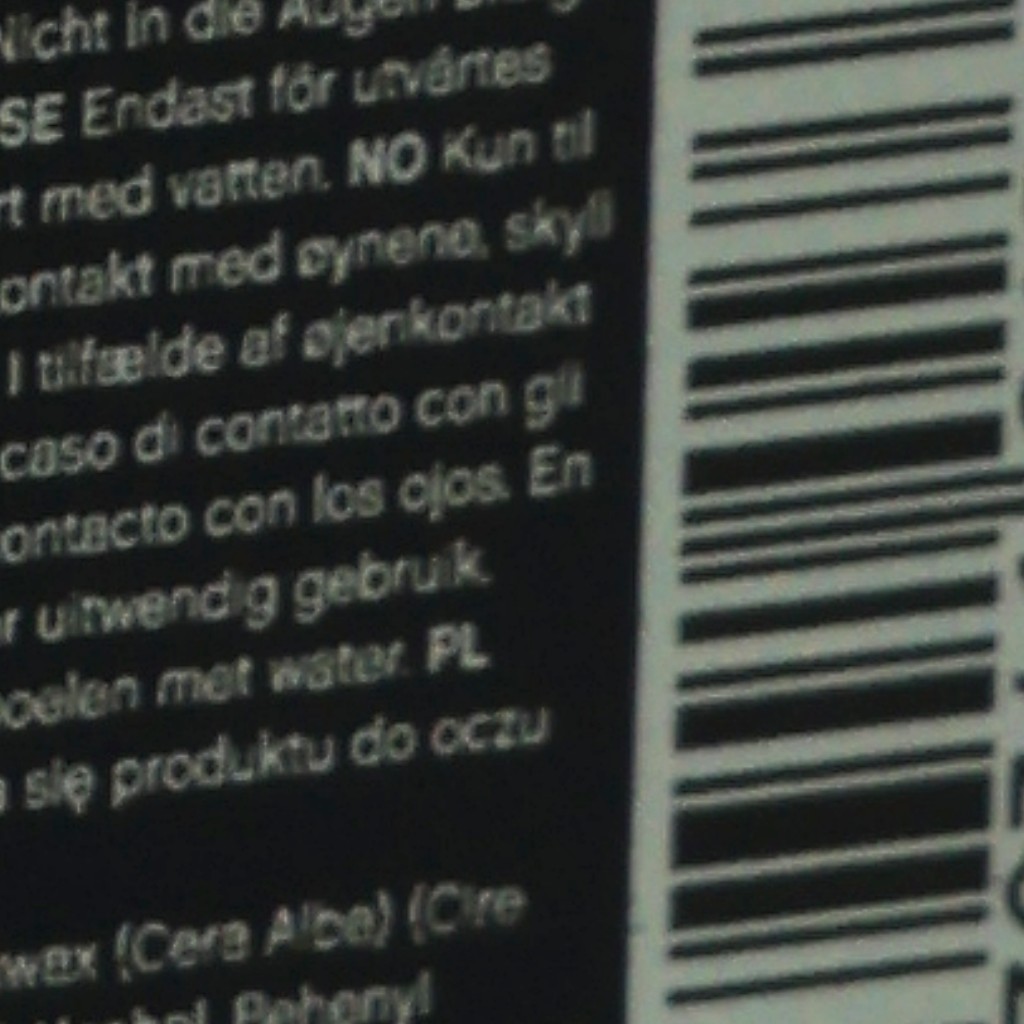 Nicht in die Augen
SE Endast för utvärtes
med vatten. NO Kun til
kontakt med øynene, skyll
I tilfælde af øjenkontakt
caso di contatto con gli
contacto con los ojos. En
uitwendig gebruik.
spoelen met water. PL
się produktu do oczu
wax (Cera Alba) (Cire
Behenyl